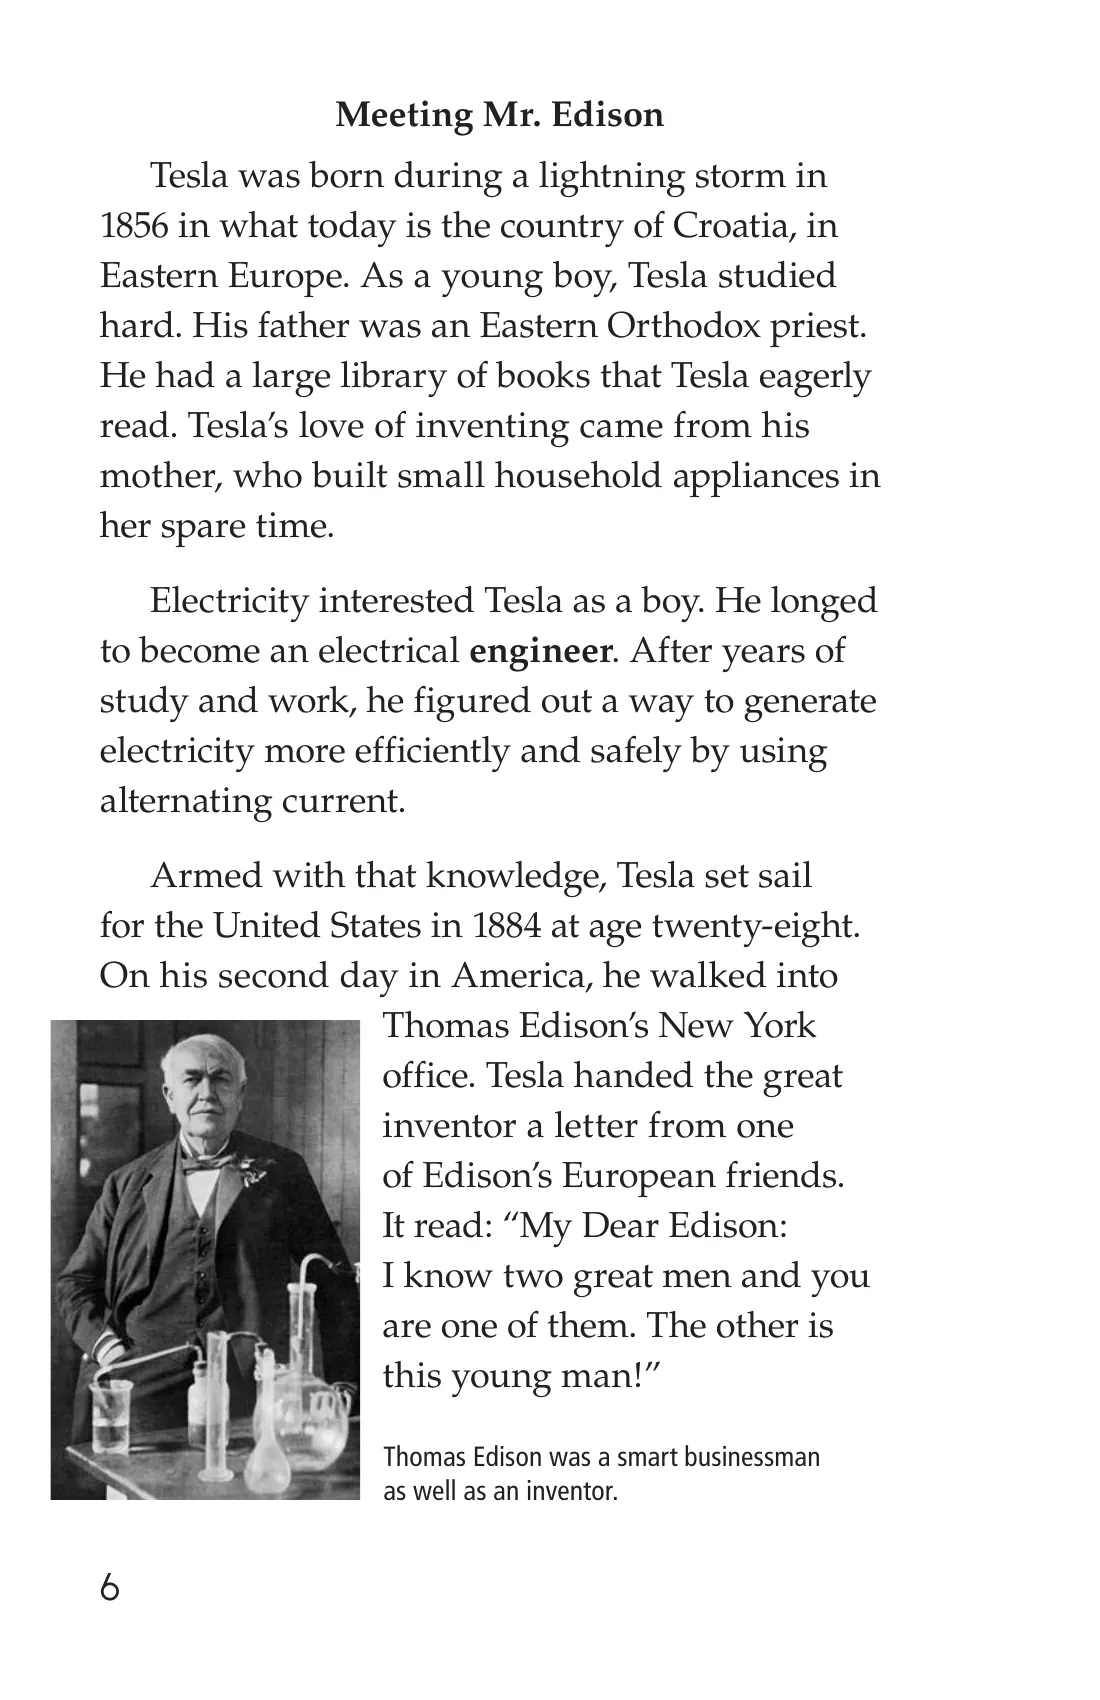 Meeting Mr. Edison
Tesla was born during a lightning storm in
1856 in what today is the country of Croatia, in
Eastern Europe. As a young boy, Tesla studied
hard. His father was an Eastern Orthodox priest.
He had a large library of books that Tesla eagerly
read. Tesla’s love of inventing came from his
mother, who built small household appliances in
her spare time.
Electricity interested Tesla as a boy. He longed
to become an electrical engineer. After years of
study and work, he figured out a way to generate
electricity more efficiently and safely by using
alternating current.
Armed with that knowledge, Tesla set sail
for the United States in 1884 at age twenty-eight.
On his second day in America, he walked into
Thomas Edison’s New York
office. Tesla handed the great
inventor a letter from one
of Edison’s European friends.
It read: “My Dear Edison:
I know two great men and you
are one of them. The other is
this young man!”
Thomas Edison was a smart businessman
as well as an inventor.
6